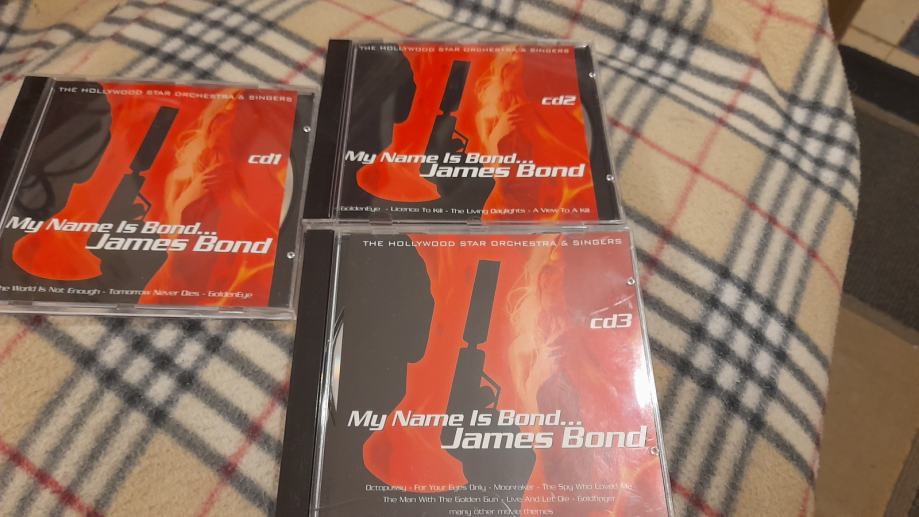 THE HOLLYWOOD STAR ORCHESTRA & SINGERS
cd1
My Name Is Bond...
James Bond
The World Is Not Enough - Tomorrow Never Dies - GoldenEye
THE HOLLYWOOD STAR ORCHESTRA & SINGERS
cd2
My Name Is Bond...
James Bond
GoldenEye - Licence To Kill - The Living Daylights - A View To A Kill
THE HOLLYWOOD STAR ORCHESTRA & SINGERS
cd3
My Name Is Bond...
James Bond
Octopussy - For Your Eyes Only - Moonraker - The Spy Who Loved Me
The Man With The Golden Gun - Live And Let Die - Goldfinger
many other movie themes